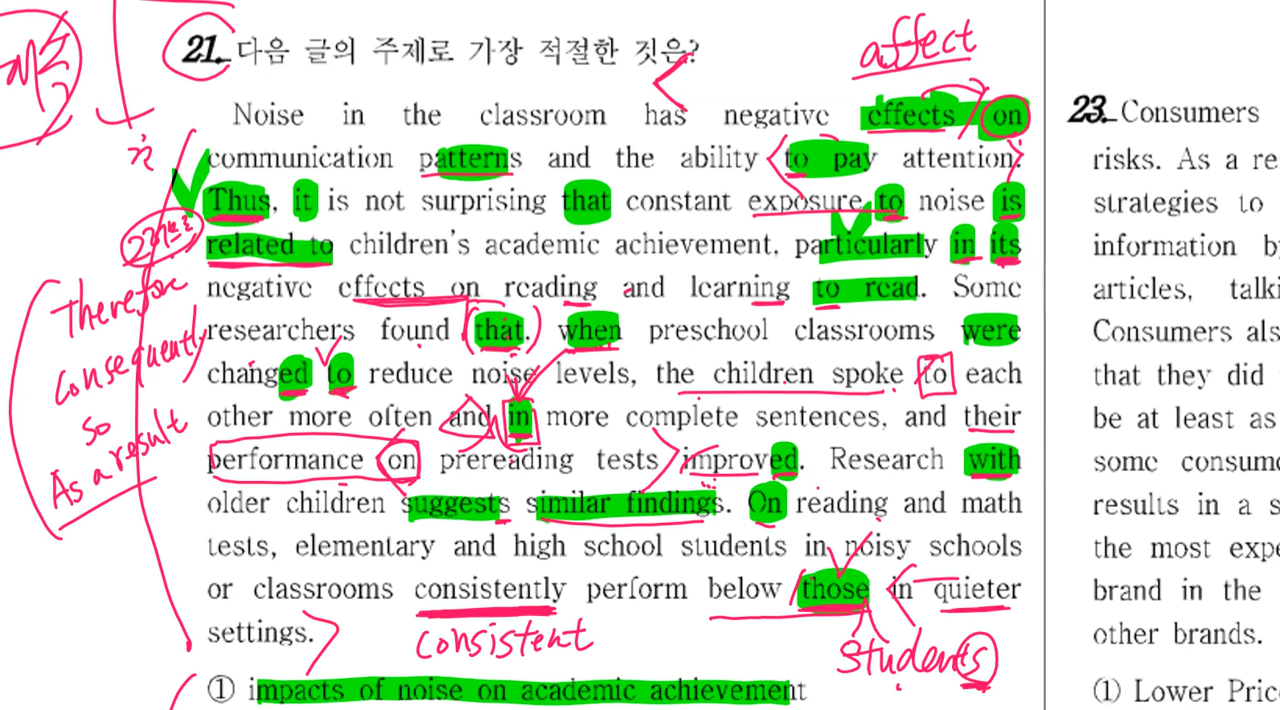 21. 다음 글의 주제로 가장 적절한 것은?
affect
Noise in the classroom has negative effects on
communication patterns and the ability to pay attention.
Thus, it is not surprising that constant exposure to noise is
related to children's academic achievement, particularly in its
negative effects on reading and learning to read. Some
researchers found that, when preschool classrooms were
changed to reduce noise levels, the children spoke to each
other more often and in more complete sentences, and their
performance on prereading tests improved. Research with
older children suggests similar findings. On reading and math
tests, elementary and high school students in noisy schools
or classrooms consistently perform below those in quieter
settings.
consistent
students
① impacts of noise on academic achievement
Therefore
consequently
so
As a result
23. Consumers
risks. As a re
strategies to
information by
articles, talki
Consumers als
that they did
be at least as
some consume
results in a s
the most expe
brand in the
other brands.
① Lower Pric